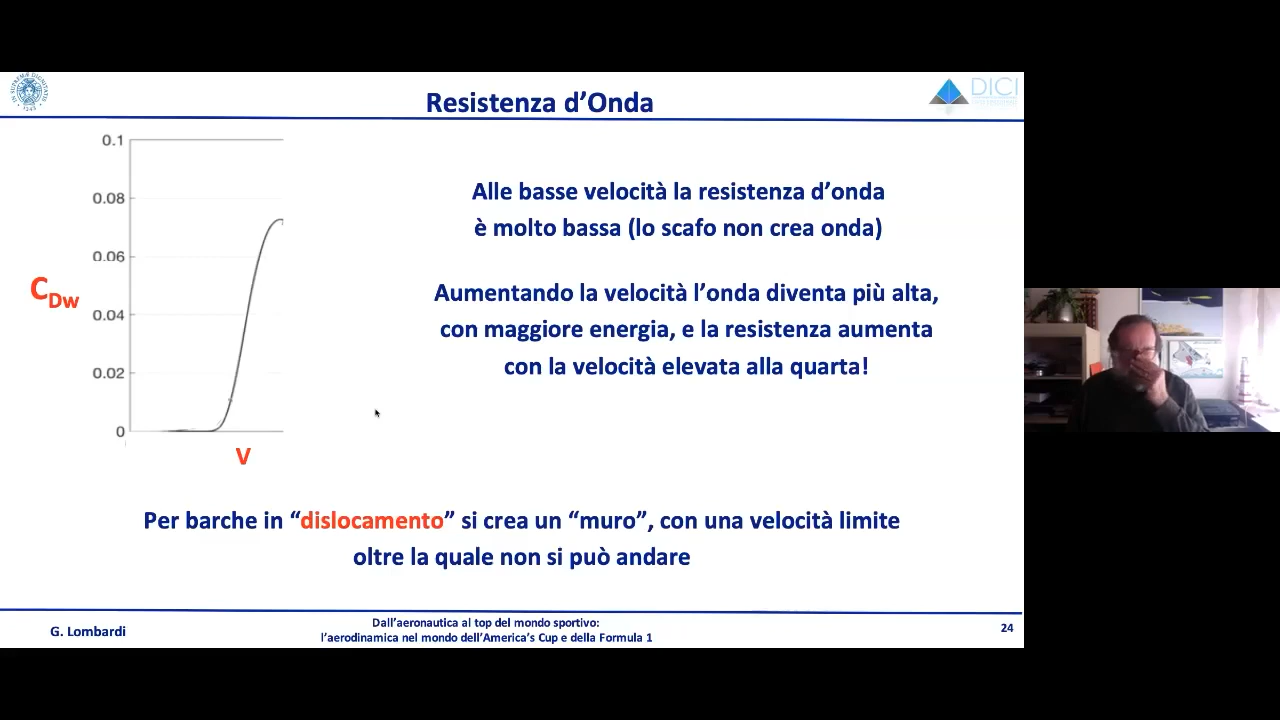 Resistenza d’Onda
DICI
0.1
0.08
0.06
0.04
0.02
0
C_Dw
V
Alle basse velocità la resistenza d’onda
è molto bassa (lo scafo non crea onda)
Aumentando la velocità l’onda diventa più alta,
con maggiore energia, e la resistenza aumenta
con la velocità elevata alla quarta!
Per barche in “dislocamento” si crea un “muro”, con una velocità limite
oltre la quale non si può andare
G. Lombardi
Dall’aeronautica al top del mondo sportivo:
l’aerodinamica nel mondo dell’America’s Cup e della Formula 1
24